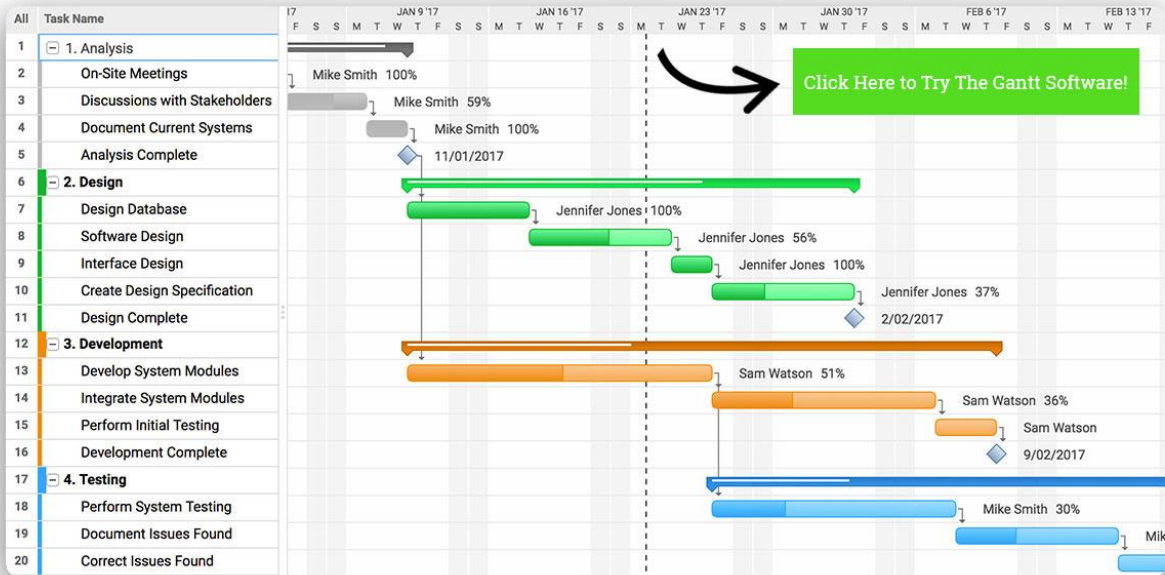 All Task Name 17 JAN 9 '17 JAN 16 '17 JAN 23 '17 JAN 30 '17 FEB 6 '17 FEB 13 '17
F S S M T W T F S S M T W T F S S M T W T F S S M T W T F S S M T W T F S S M T W T F
1 1. Analysis
Click Here to Try The Gantt Software!
2 On-Site Meetings Mike Smith 100%
3 Discussions with Stakeholders Mike Smith 59%
4 Document Current Systems Mike Smith 100%
5 Analysis Complete 11/01/2017
6 2. Design
7 Design Database Jennifer Jones 100%
8 Software Design Jennifer Jones 56%
9 Interface Design Jennifer Jones 100%
10 Create Design Specification Jennifer Jones 37%
11 Design Complete 2/02/2017
12 3. Development
13 Develop System Modules Sam Watson 51%
14 Integrate System Modules Sam Watson 36%
15 Perform Initial Testing Sam Watson
16 Development Complete 9/02/2017
17 4. Testing
18 Perform System Testing Mike Smith 30%
19 Document Issues Found Mik
20 Correct Issues Found